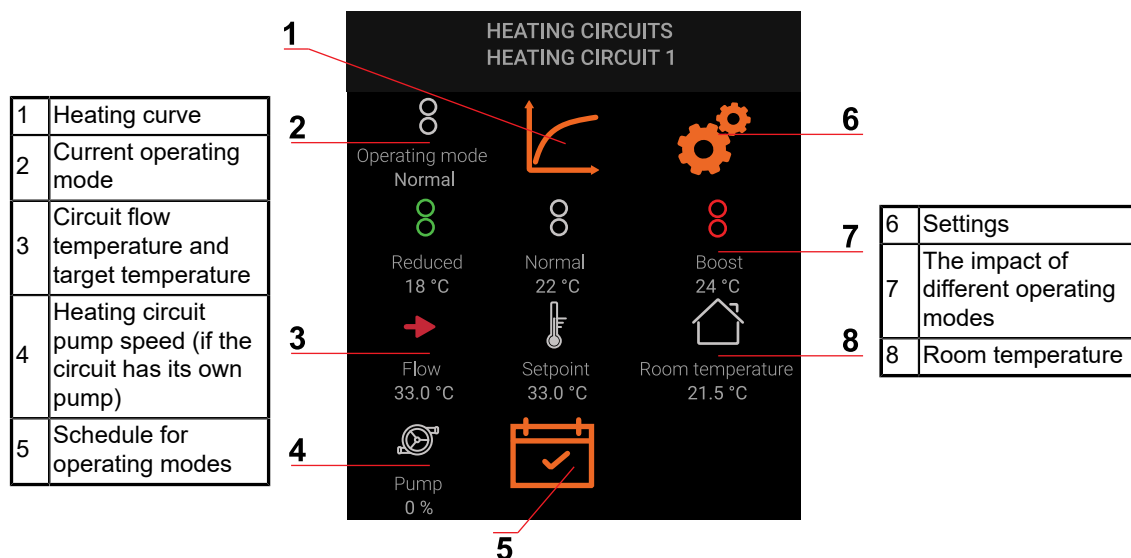 HEATING CIRCUITS
HEATING CIRCUIT 1
1
2
3
4
5
6
7
8
1 Heating curve
2 Current operating
mode
3 Circuit flow
temperature and
target temperature
4 Heating circuit
pump speed (if the
circuit has its own
pump)
5 Schedule for
operating modes
Operating mode
Normal
Reduced
18 °C
Normal
22 °C
Boost
24 °C
Flow
33.0 °C
Setpoint
33.0 °C
Room temperature
21.5 °C
Pump
0 %
6 Settings
7 The impact of
different operating
modes
8 Room temperature